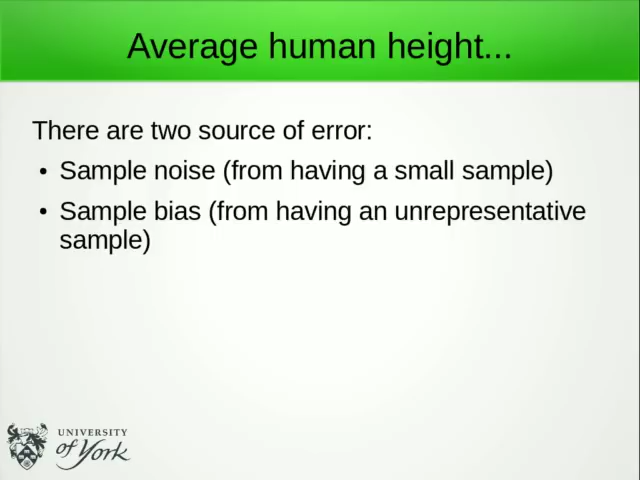 Average human height...
There are two source of error:
• Sample noise (from having a small sample)
• Sample bias (from having an unrepresentative
sample)
UNIVERSITY
of York